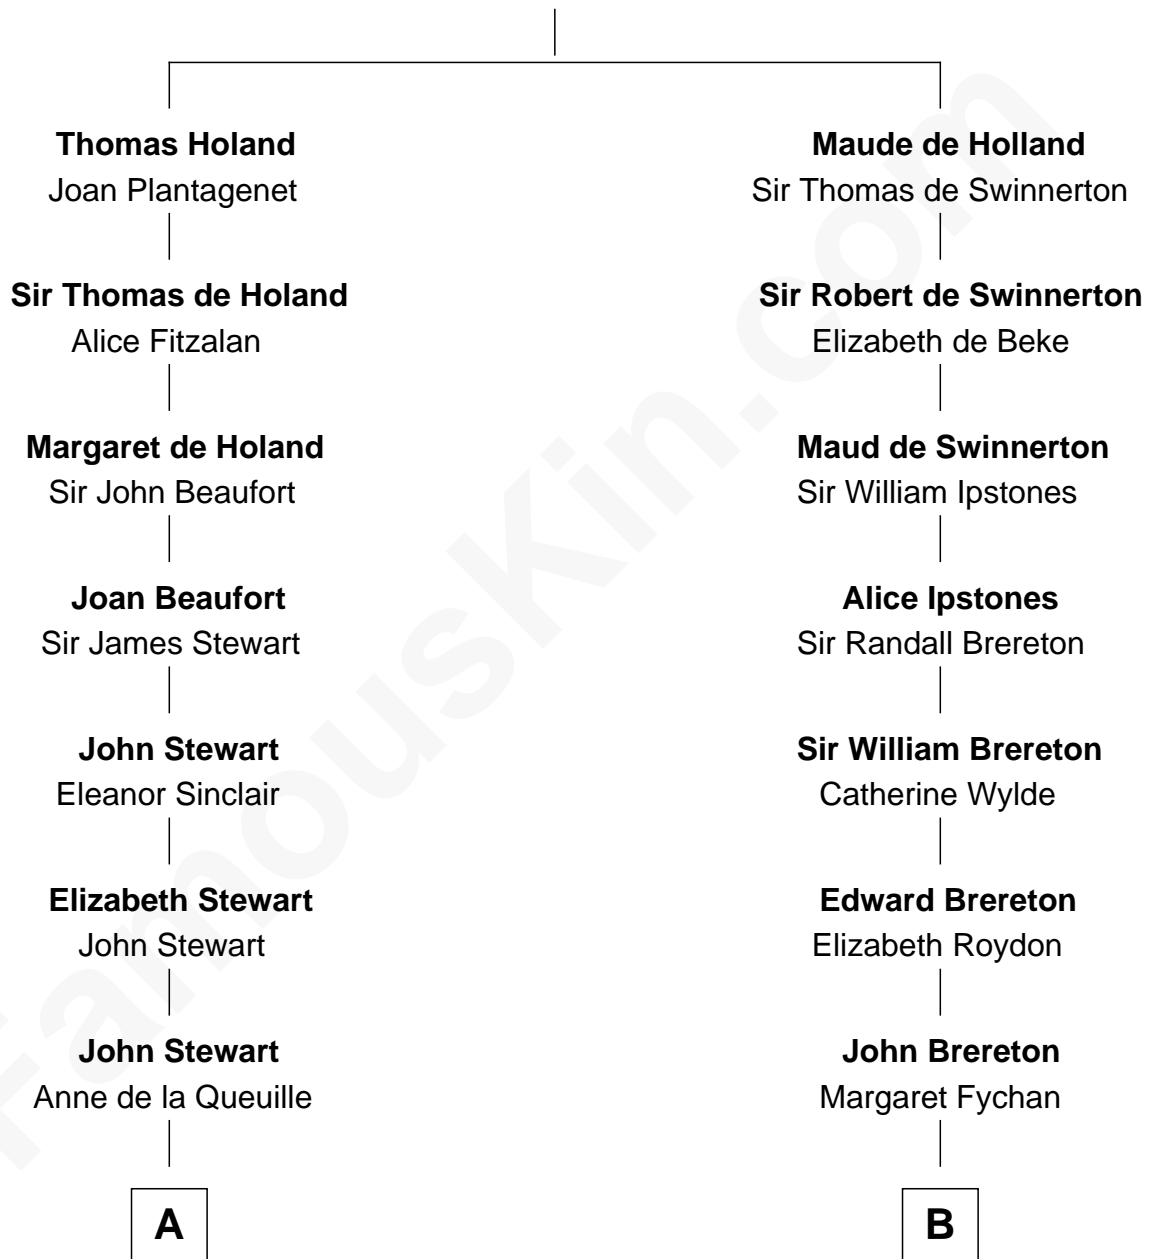 Thomas Holand
Joan Plantagenet
Sir Thomas de Holand
Alice Fitzalan
Margaret de Holand
Sir John Beaufort
Joan Beaufort
Sir James Stewart
John Stewart
Eleanor Sinclair
Elizabeth Stewart
John Stewart
John Stewart
Anne de la Queuille
A
Maude de Holland
Sir Thomas de Swinnerton
Sir Robert de Swinnerton
Elizabeth de Beke
Maud de Swinnerton
Sir William Ipstones
Alice Ipstones
Sir Randall Brereton
Sir William Brereton
Catherine Wylde
Edward Brereton
Elizabeth Roydon
John Brereton
Margaret Fychan
B
FamousKin.com